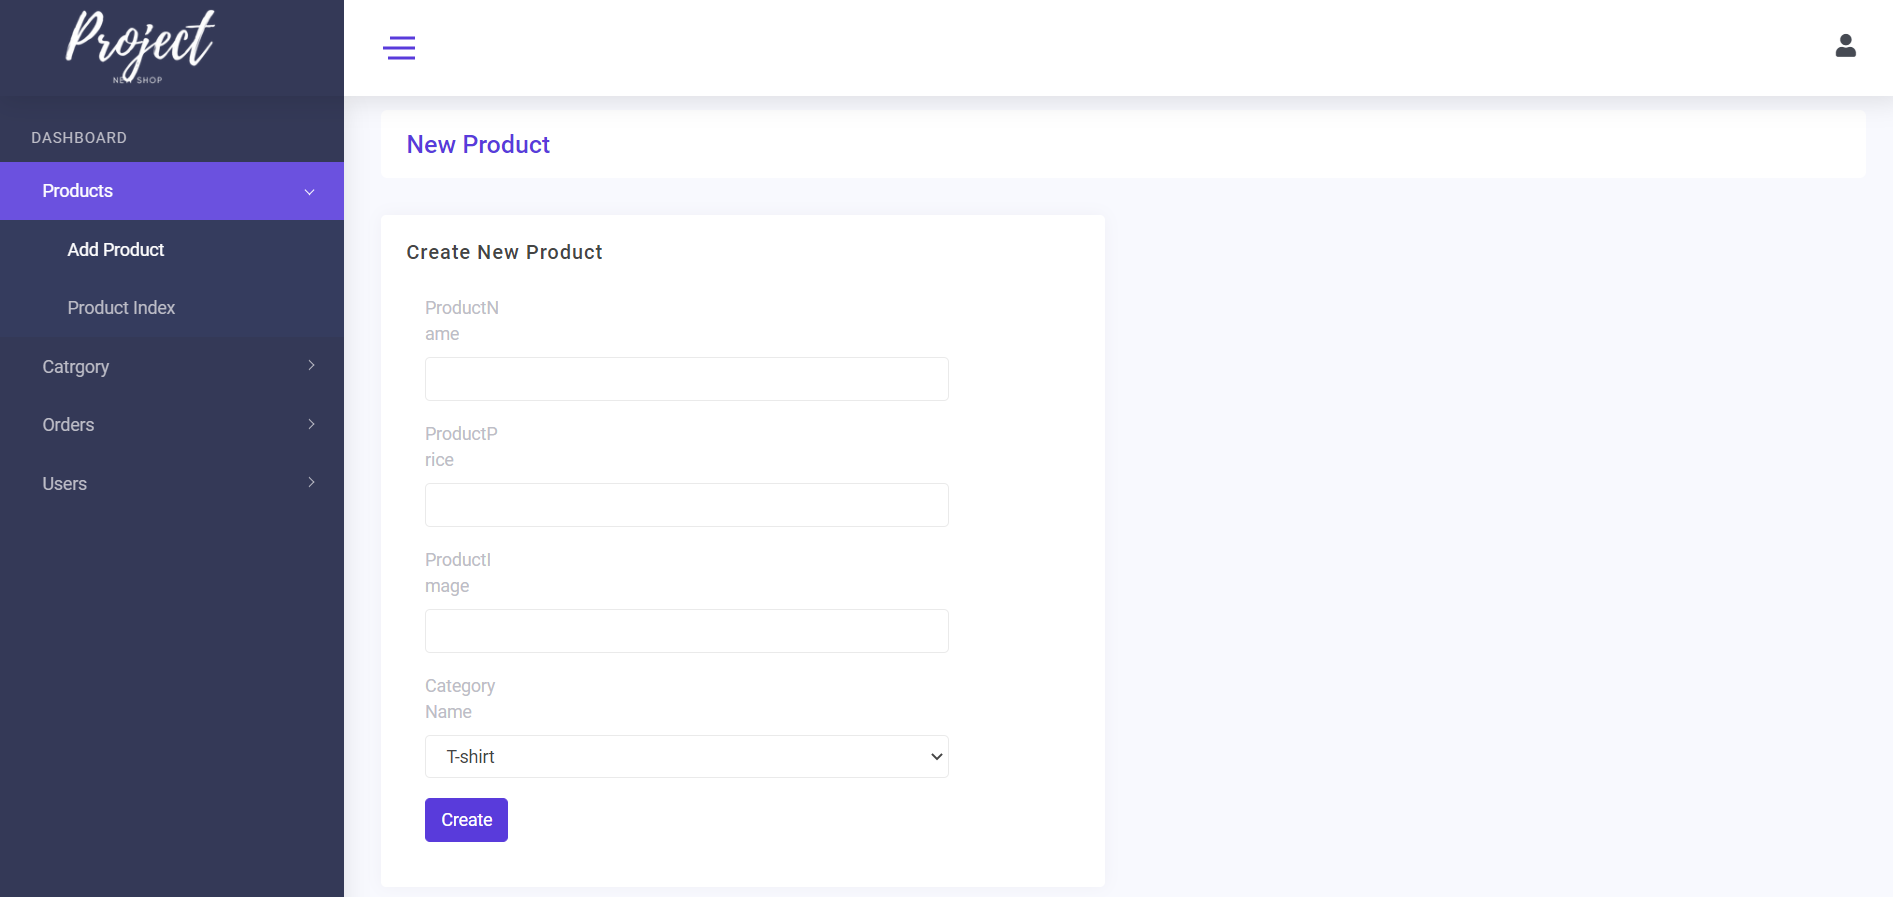 Project
NEW SHOP
DASHBOARD
Products
Add Product
Product Index
Catrgory
Orders
Users
New Product
Create New Product
ProductN
ame
ProductP
rice
ProductI
mage
Category
Name
T-shirt
Create